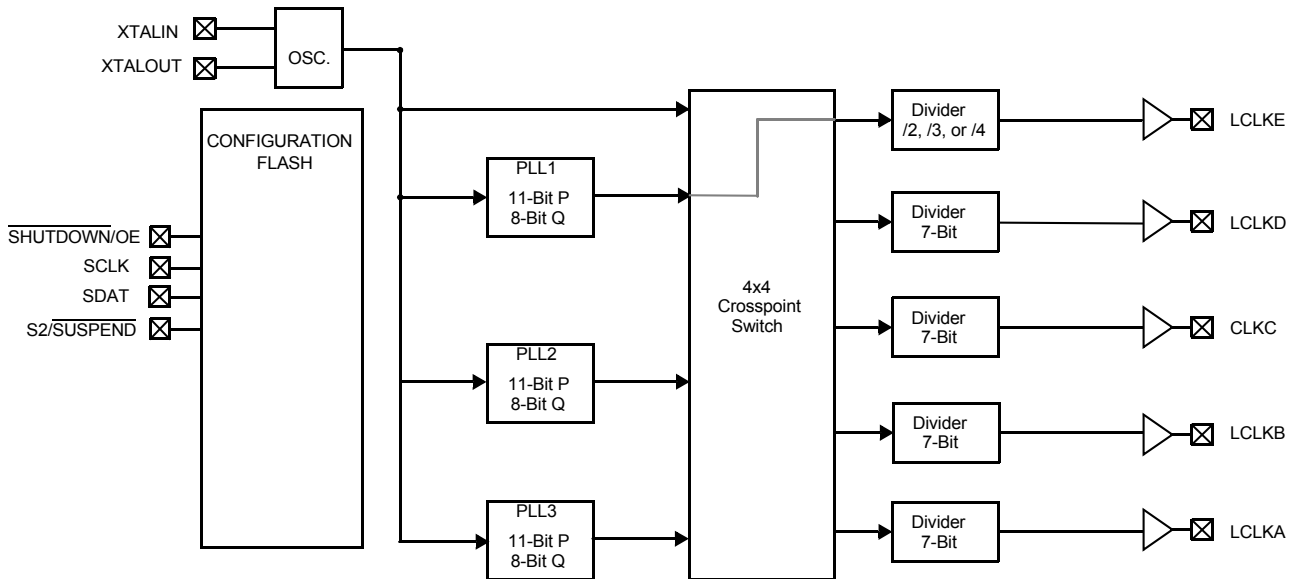 XTALIN
XTALOUT
OSC.
CONFIGURATION
FLASH
SHUTDOWN/OE
SCLK
SDAT
S2/SUSPEND
PLL1
11-Bit P
8-Bit Q
PLL2
11-Bit P
8-Bit Q
PLL3
11-Bit P
8-Bit Q
4x4
Crosspoint
Switch
Divider
/2, /3, or /4
LCLKE
Divider
7-Bit
LCLKD
Divider
7-Bit
CLKC
Divider
7-Bit
LCLKB
Divider
7-Bit
LCLKA